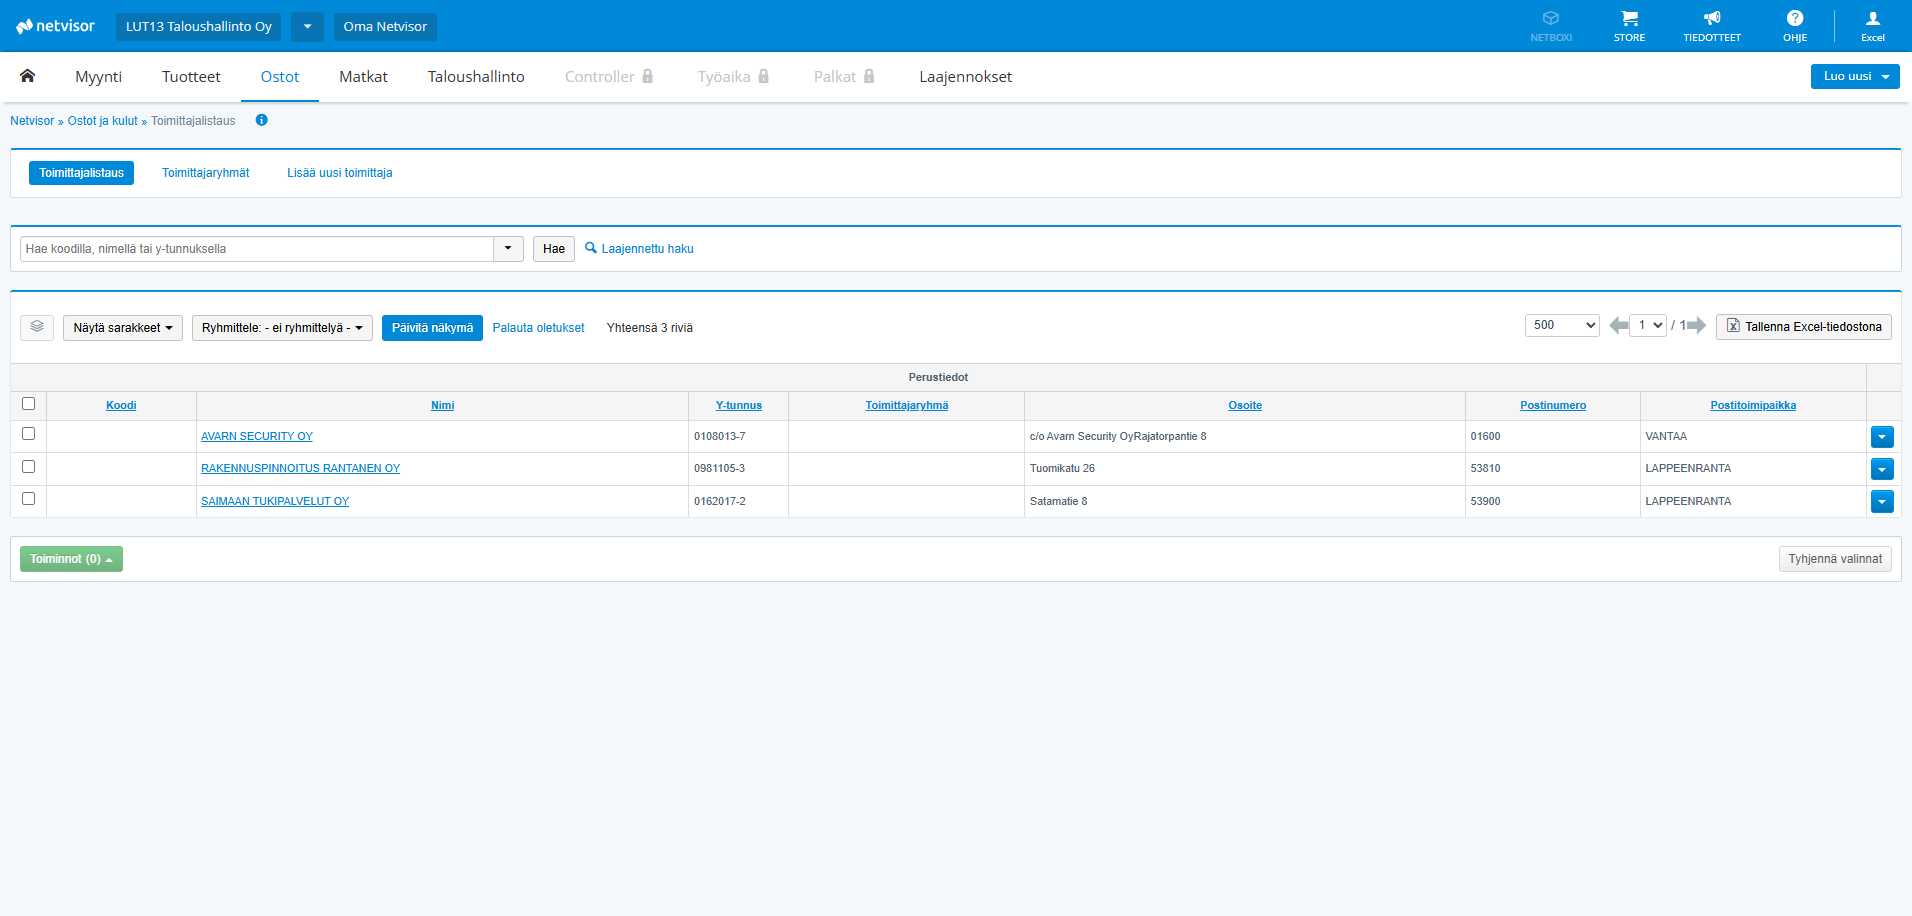 netvisor LUT13 Taloushallinto Oy Oma Netvisor NETBOXI STORE TIEDOTTEET OHJE Excel
Myynti Tuotteet Ostot Matkat Taloushallinto Controller Työaika Palkat Laajennokset Luo uusi
Netvisor » Ostot ja kulut » Toimittajalistaus
Toimittajalistaus Toimittajaryhmät Lisää uusi toimittaja
Hae koodilla, nimellä tai y-tunnuksella Hae Laajennettu haku
Näytä sarakkeet Ryhmittele: - ei ryhmittelyä - Päivitä näkymä Palauta oletukset Yhteensä 3 riviä 500 1 / 1 Tallenna Excel-tiedostona
Perustiedot
Koodi Nimi Y-tunnus Toimittajaryhmä Osoite Postinumero Postitoimipaikka
AVARN SECURITY OY 0108013-7 c/o Avarn Security OyRajatorpantie 8 01600 VANTAA
RAKENNUSPINNOITUS RANTANEN OY 0981105-3 Tuomikatu 26 53810 LAPPEENRANTA
SAIMAAN TUKIPALVELUT OY 0162017-2 Satamatie 8 53900 LAPPEENRANTA
Toiminnot (0) Tyhjennä valinnat